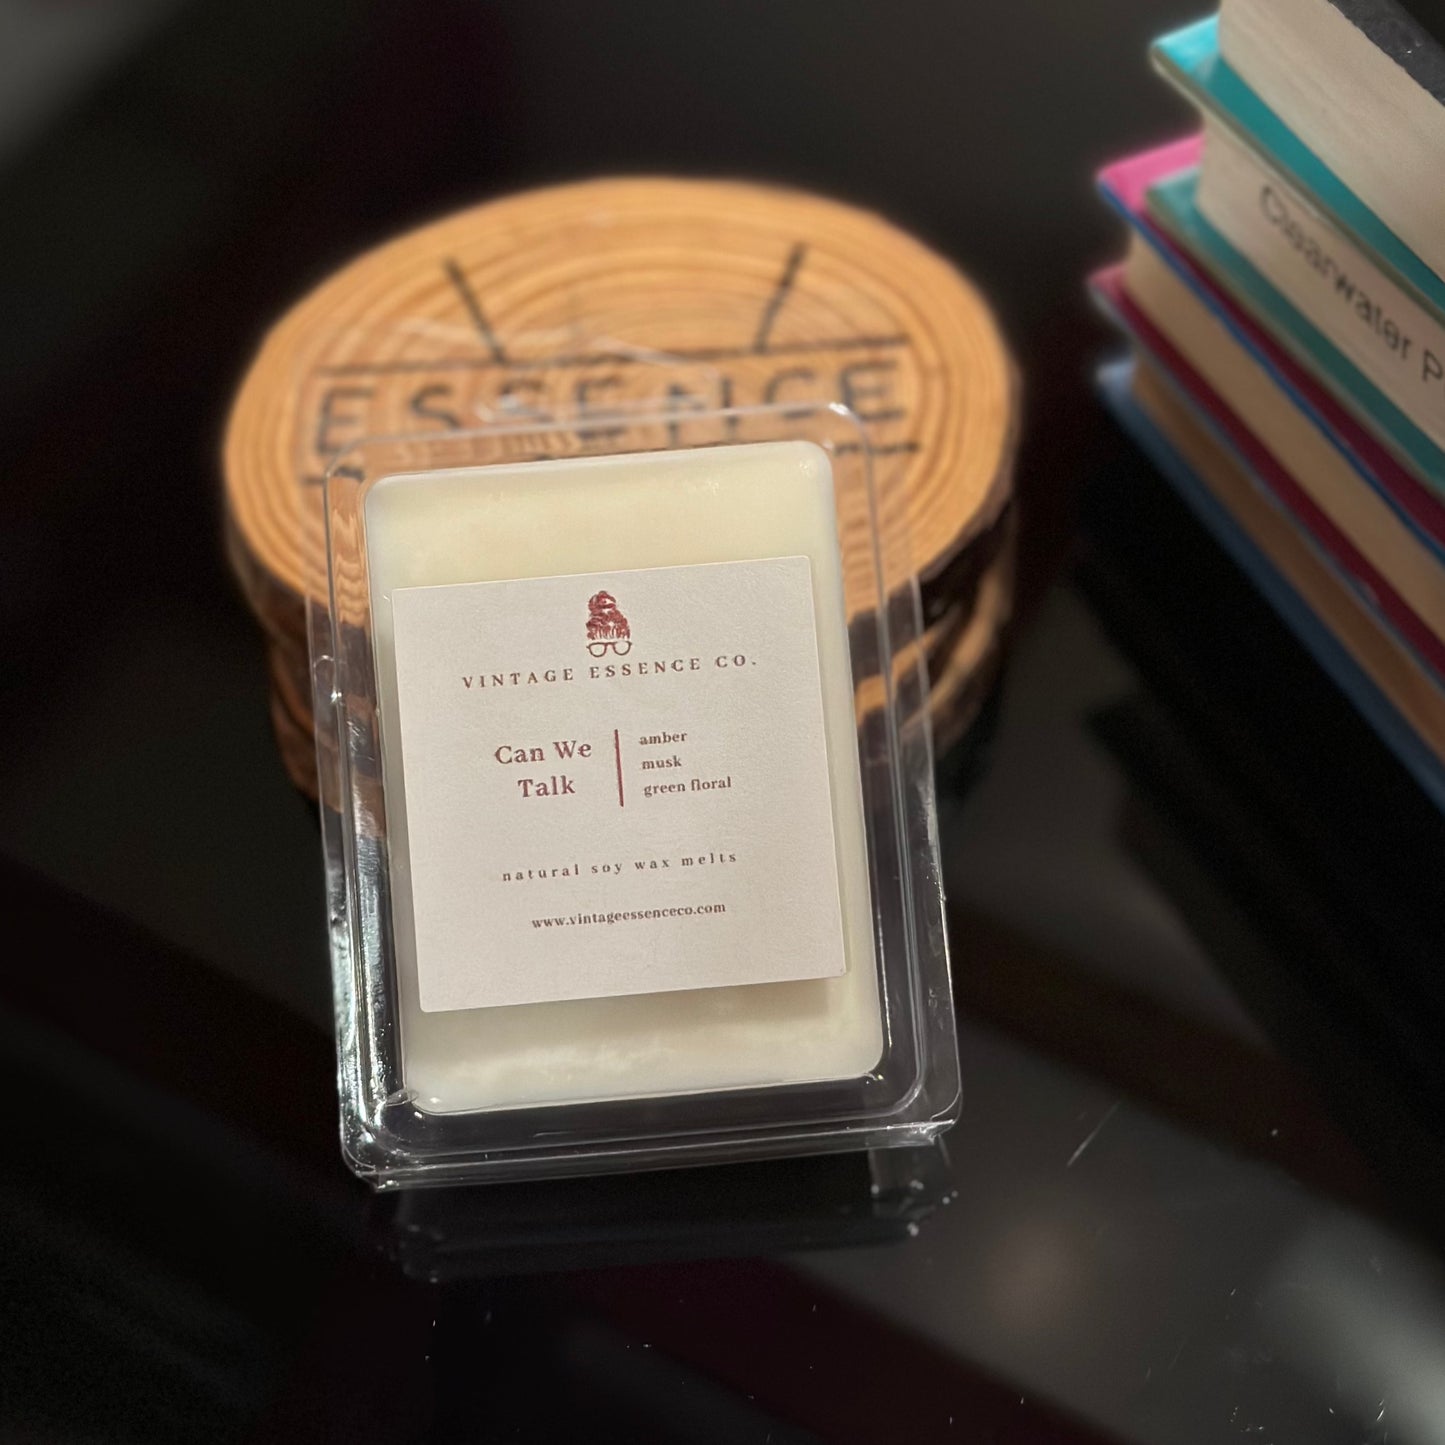 ESSENCE
Clearwater P
VINTAGE ESSENCE CO.
Can We
Talk
amber
musk
green floral
natural soy wax melts
www.vintageessenceco.com